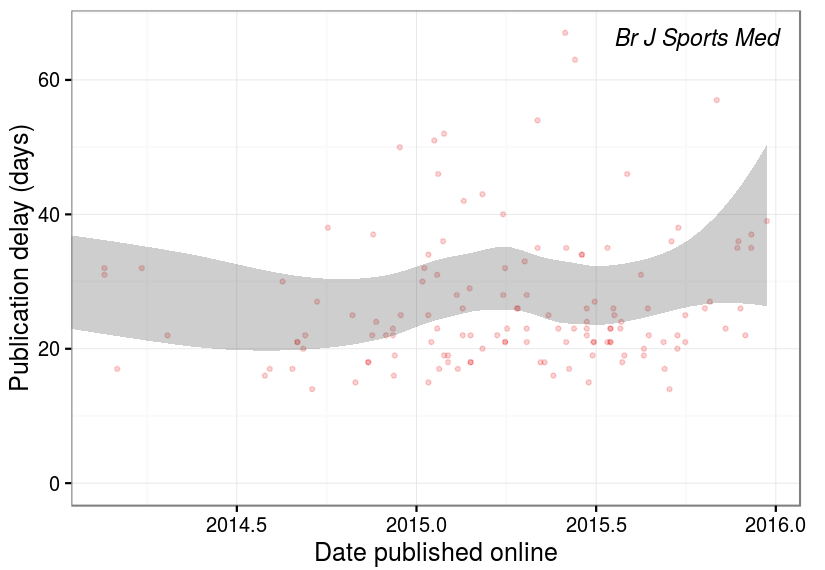 Br J Sports Med
60
40
20
0
Publication delay (days)
2014.5 2015.0 2015.5 2016.0
Date published online